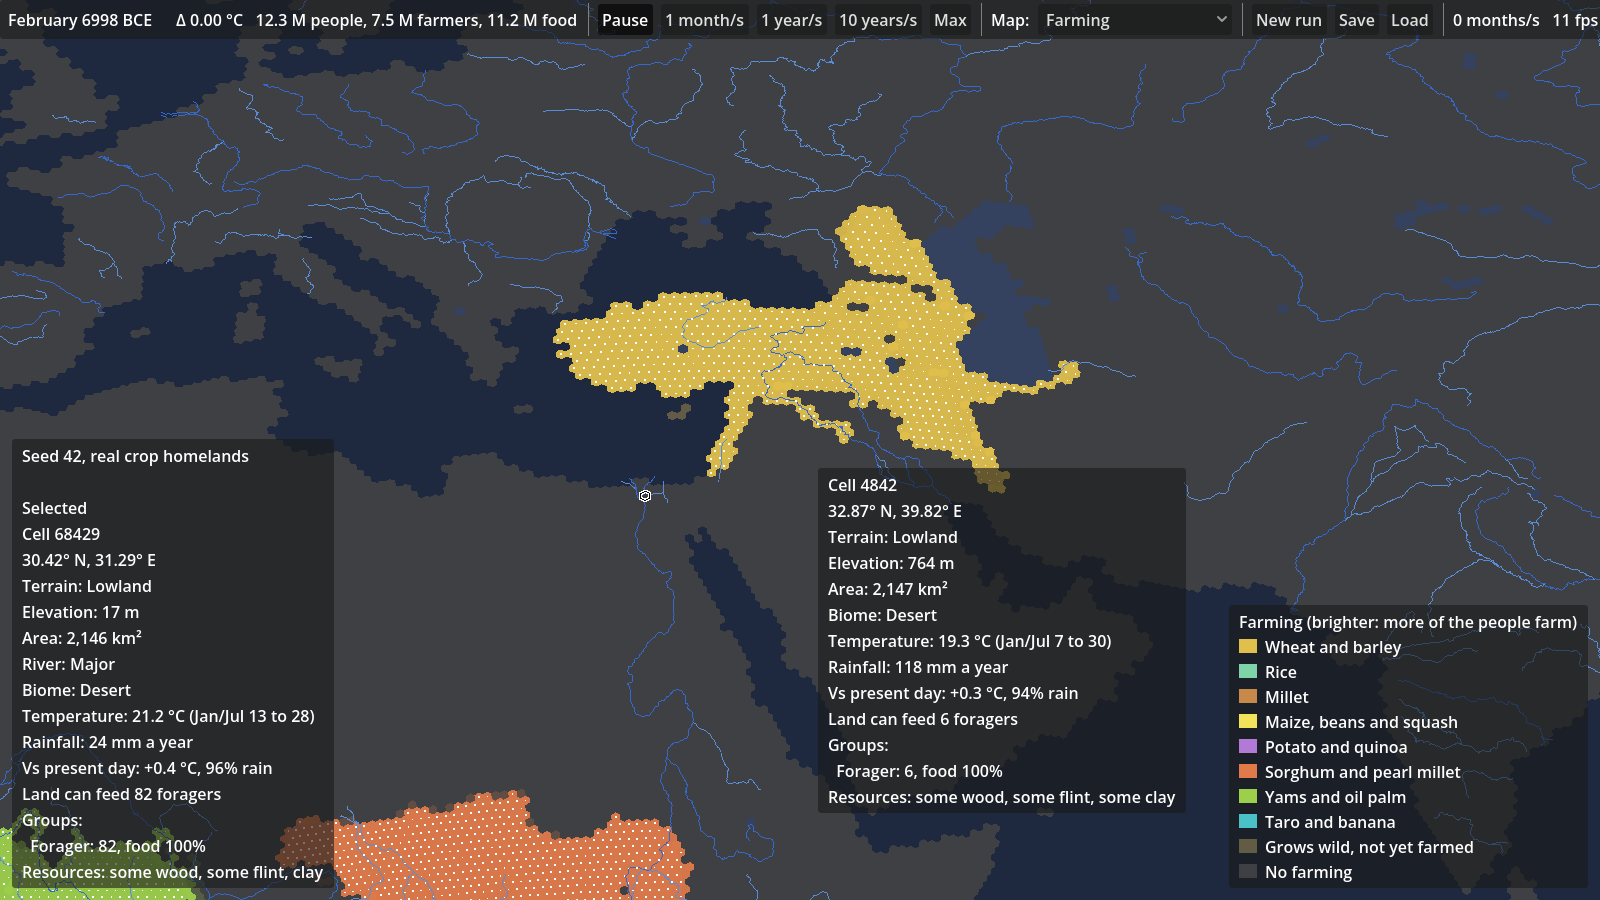 February 6998 BCE Δ 0.00 °C 12.3 M people, 7.5 M farmers, 11.2 M food Pause 1 month/s 1 year/s 10 years/s Max Map: Farming New run Save Load 0 months/s 11 fps
Seed 42, real crop homelands
Selected
Cell 68429
30.42° N, 31.29° E
Terrain: Lowland
Elevation: 17 m
Area: 2,146 km²
River: Major
Biome: Desert
Temperature: 21.2 °C (Jan/Jul 13 to 28)
Rainfall: 24 mm a year
Vs present day: +0.4 °C, 96% rain
Land can feed 82 foragers
Groups:
Forager: 82, food 100%
Resources: some wood, some flint, clay
Cell 4842
32.87° N, 39.82° E
Terrain: Lowland
Elevation: 764 m
Area: 2,147 km²
Biome: Desert
Temperature: 19.3 °C (Jan/Jul 7 to 30)
Rainfall: 118 mm a year
Vs present day: +0.3 °C, 94% rain
Land can feed 6 foragers
Groups:
Forager: 6, food 100%
Resources: some wood, some flint, some clay
Farming (brighter: more of the people farm)
Wheat and barley
Rice
Millet
Maize, beans and squash
Potato and quinoa
Sorghum and pearl millet
Yams and oil palm
Taro and banana
Grows wild, not yet farmed
No farming